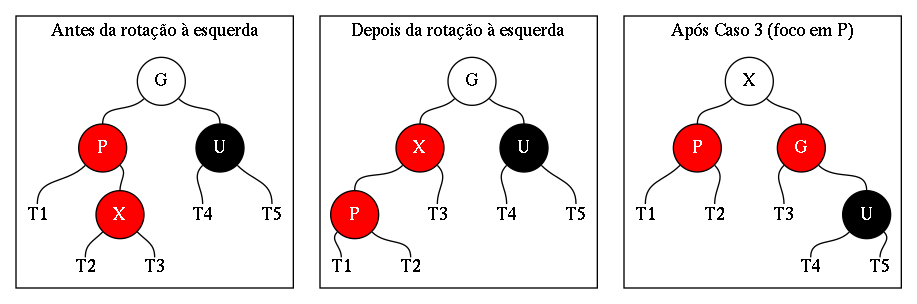 Antes da rotação à esquerda
G
P
U
T1
X
T4
T5
T2
T3
Depois da rotação à esquerda
G
X
U
P
T3
T4
T5
T1
T2
Após Caso 3 (foco em P)
X
P
G
T1
T2
T3
U
T4
T5